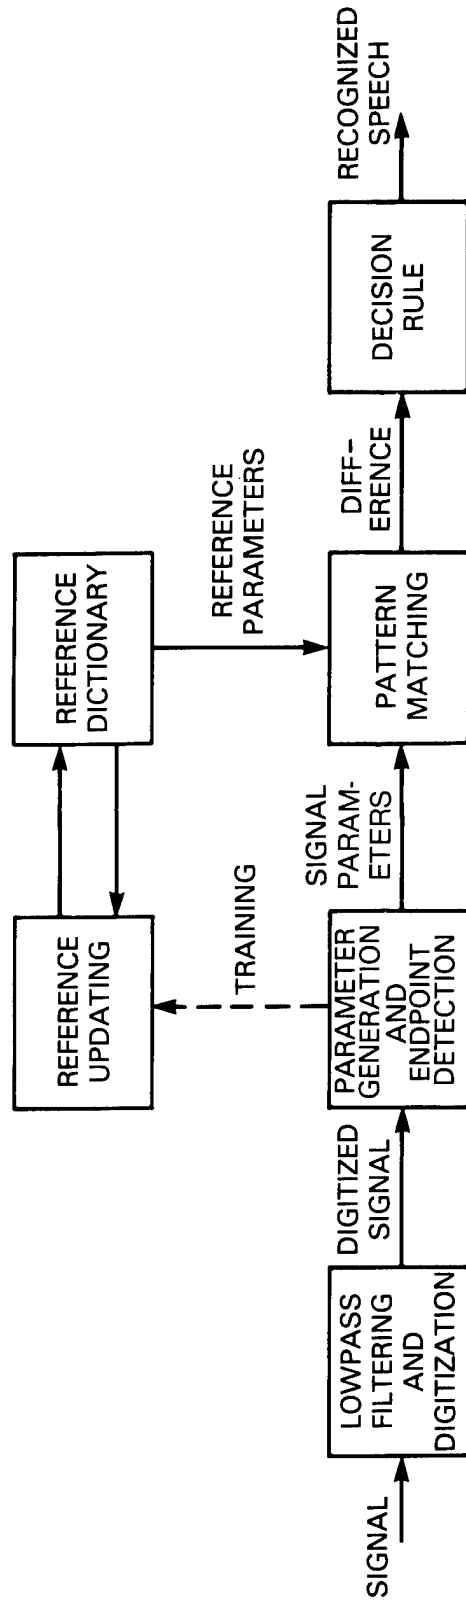 SIGNAL
LOWPASS
FILTERING
AND
DIGITIZATION
DIGITIZED
SIGNAL
PARAMETER
GENERATION
AND
ENDPOINT
DETECTION
TRAINING
REFERENCE
UPDATING
REFERENCE
DICTIONARY
REFERENCE
PARAMETERS
SIGNAL
PARAM-
ETERS
PATTERN
MATCHING
DIFF-
ERENCE
DECISION
RULE
RECOGNIZED
SPEECH